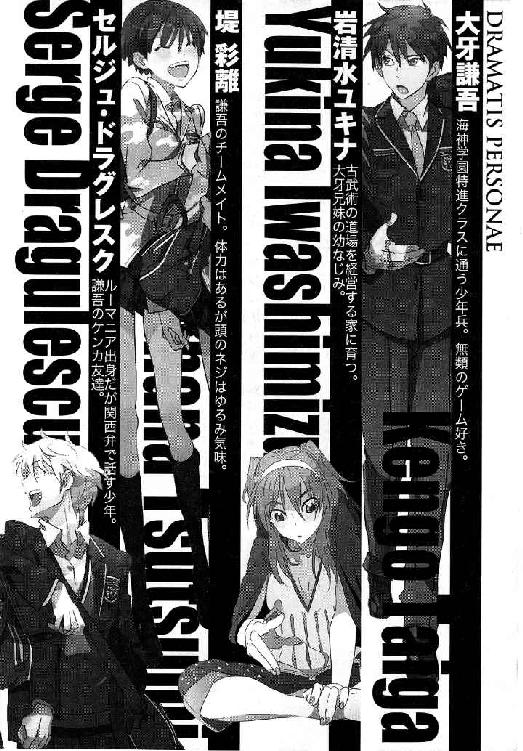 DRAMATIS PERSONAE
大牙謙吾
海神学園特進クラスに通う少年兵。無類のゲーム好き。
Kengo Taiga
岩清水ユキナ
古武術の道場を経営する家に育つ。
大牙兄妹の幼なじみ。
Yukina Iwashimizu
堤 彩離
謙吾のチームメイト。体力はあるが頭のネジはゆるみ気味。
Tsutsumi
セルジュ・ドラグレスク
ルーマニア出身だが関西弁で話す少年。
謙吾のケンカ友達。
Serge Dragulescu